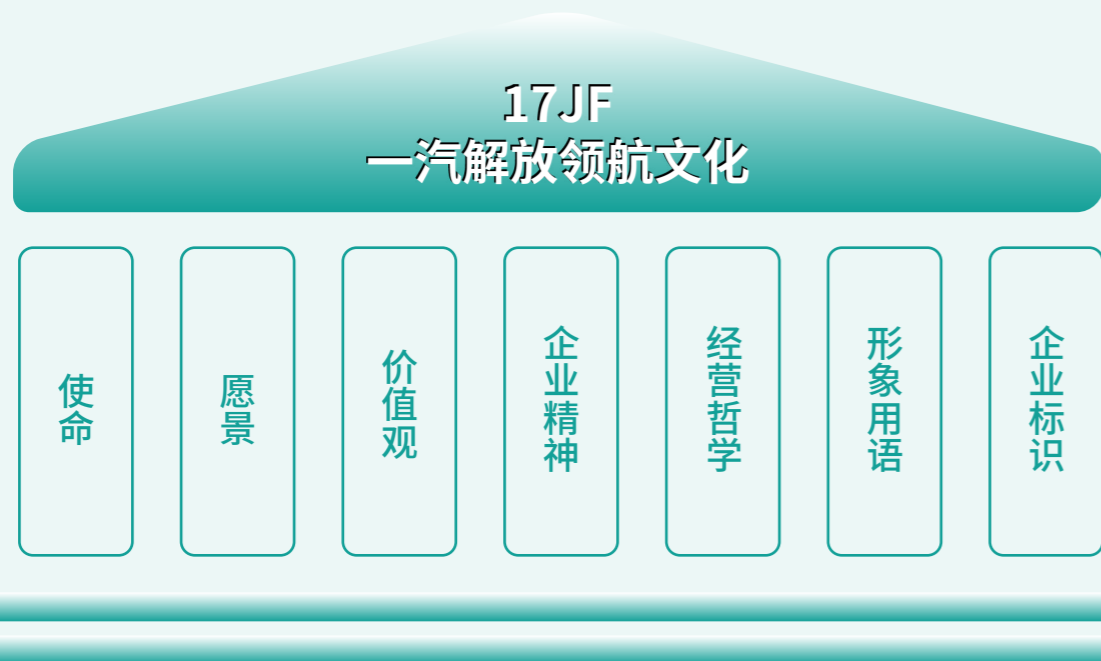 17JF
一汽解放领航文化
使命
愿景
价值观
企业精神
经营哲学
形象用语
企业标识